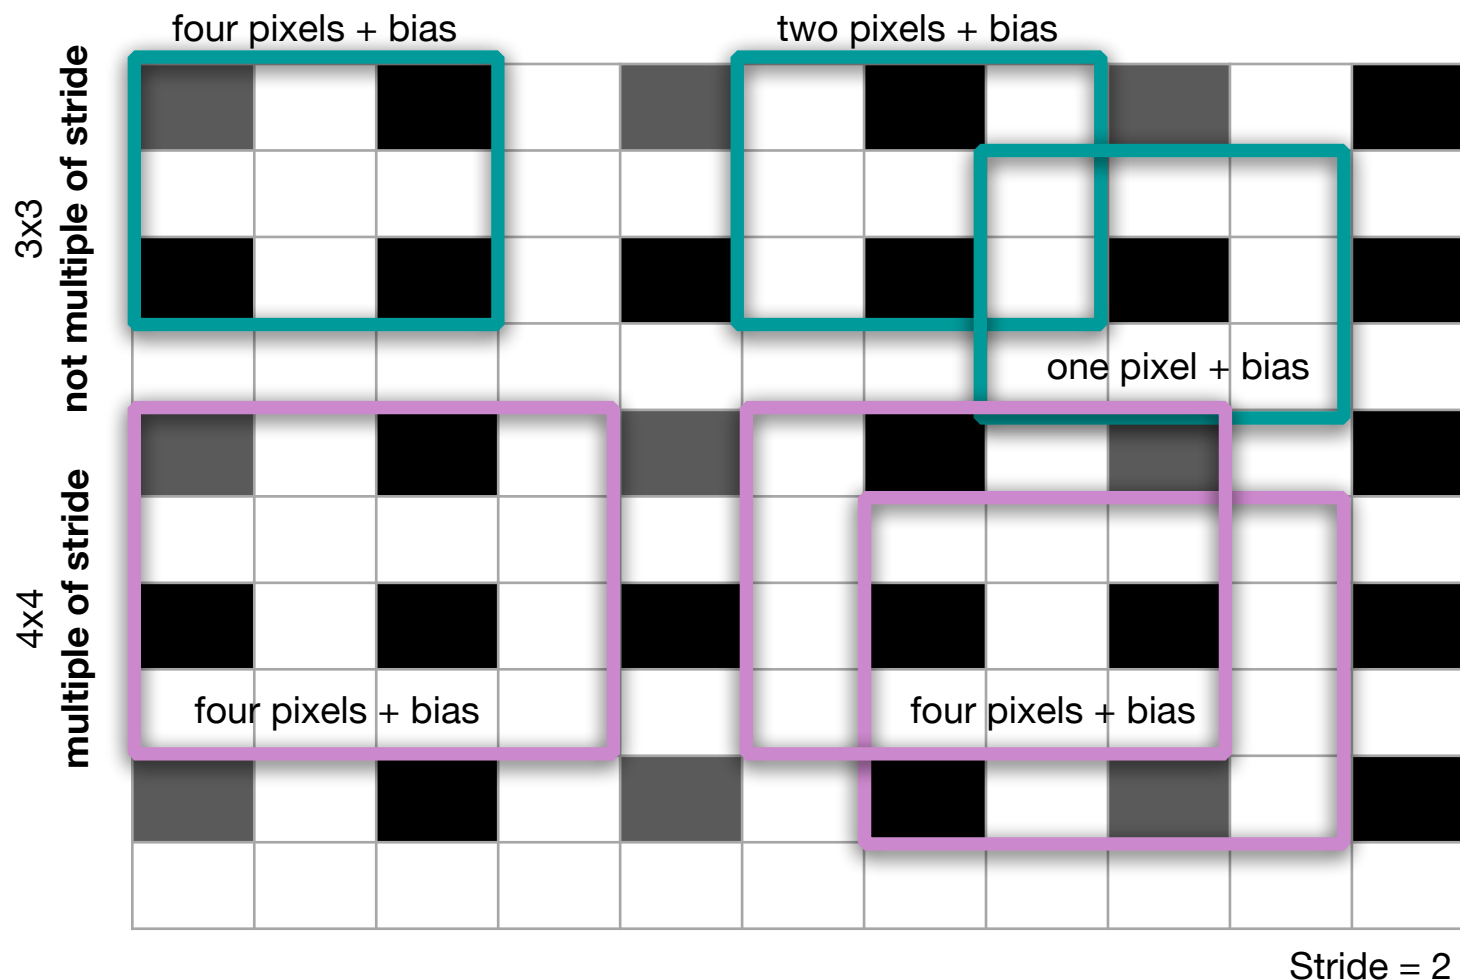 four pixels + bias
two pixels + bias
3x3
not multiple of stride
one pixel + bias
4x4
multiple of stride
four pixels + bias
four pixels + bias
Stride = 2